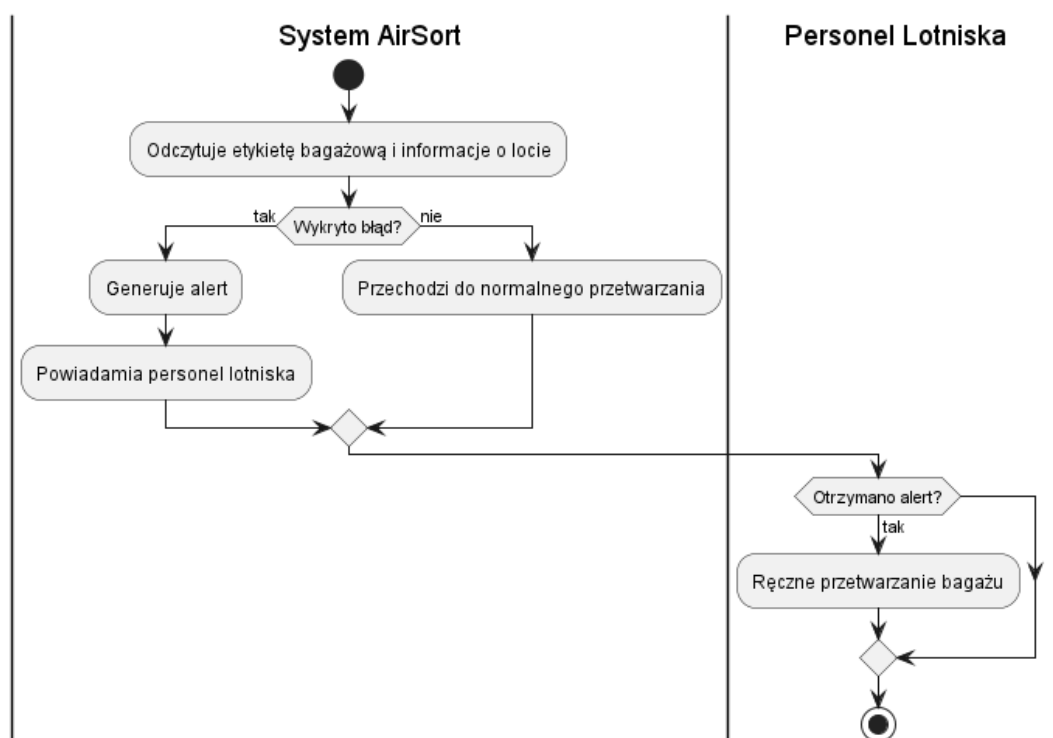 System AirSort
Personel Lotniska
Odczytuje etykietę bagażową i informacje o locie
tak
Wykryto błąd?
nie
Generuje alert
Przechodzi do normalnego przetwarzania
Powiadamia personel lotniska
Otrzymano alert?
tak
Ręczne przetwarzanie bagażu